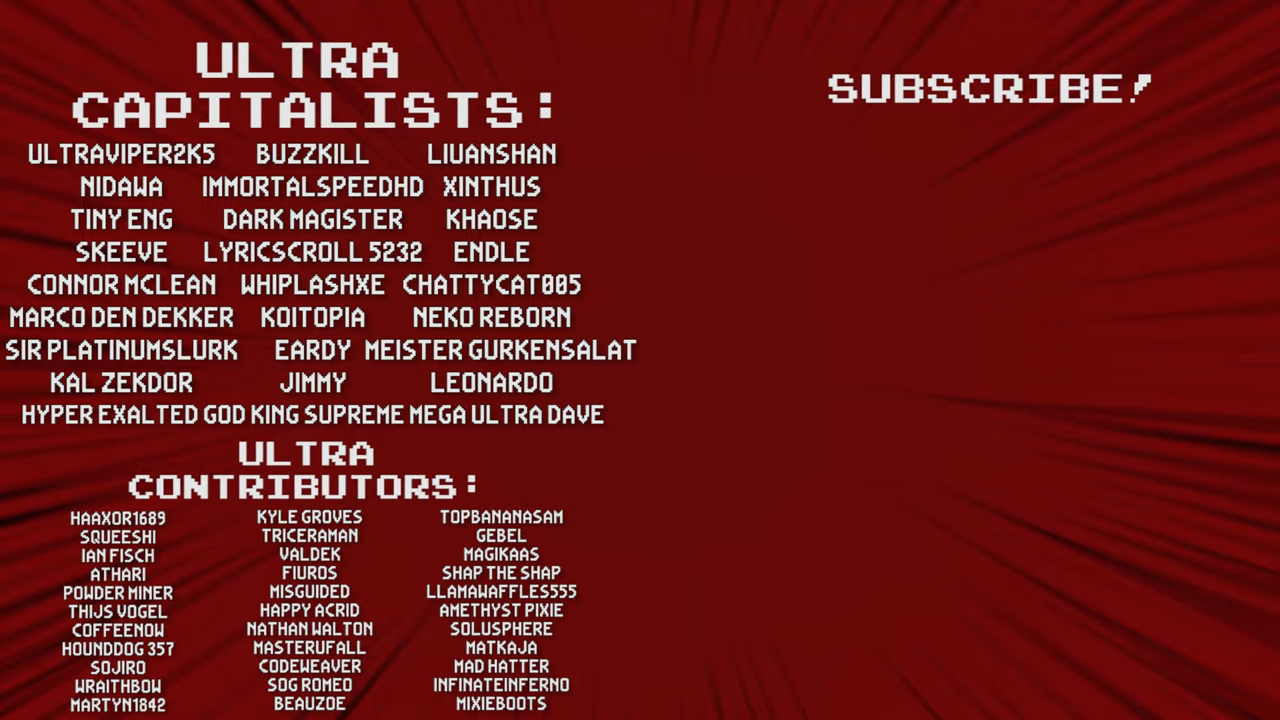 ULTRA
CAPITALISTS:
ULTRAVIPER2K5 BUZZKILL LIVANSHAN
NIDAWA IMMORTALSPEEDHD XINTHUS
TINY ENG DARK MAGISTER KHAOSE
SKEEVE LYRICSCROLL 5232 ENDLE
CONNOR MCLEAN WHIPLASHXE CHATTYCAT005
MARCO DEN DEKKER KOITOPIA NEKO REBORN
SIR PLATINUMSLURK EARDY MEISTER GURKENSALAT
KAL ZEKDOR JIMMY LEONARDO
HYPER EXALTED GOD KING SUPREME MEGA ULTRA DAVE
ULTRA
CONTRIBUTORS:
HAAXOR1689 KYLE GROVES TOPBANANASAM
SQUEESHI TRICERAMAN GEBEL
IAN FISCH VALDEK MAGIKAAS
ATHARI FIUROS SHAP THE SHAP
POWDER MINER MISGUIDED LLAMAWAFFLES555
THIJS VOGEL HAPPY ACRID AMETHYST PIXIE
COFFEENOW NATHAN WALTON SOLUSPHERE
HOUNDDOG 357 MASTERUFALL MATKAJA
SOJIRO CODEWEAVER MAD HATTER
WRAITHBOW SOG ROMEO INFINATEINFERNO
MARTYN1842 BEAUZOE MIXIEBOOTS
SUBSCRIBE!